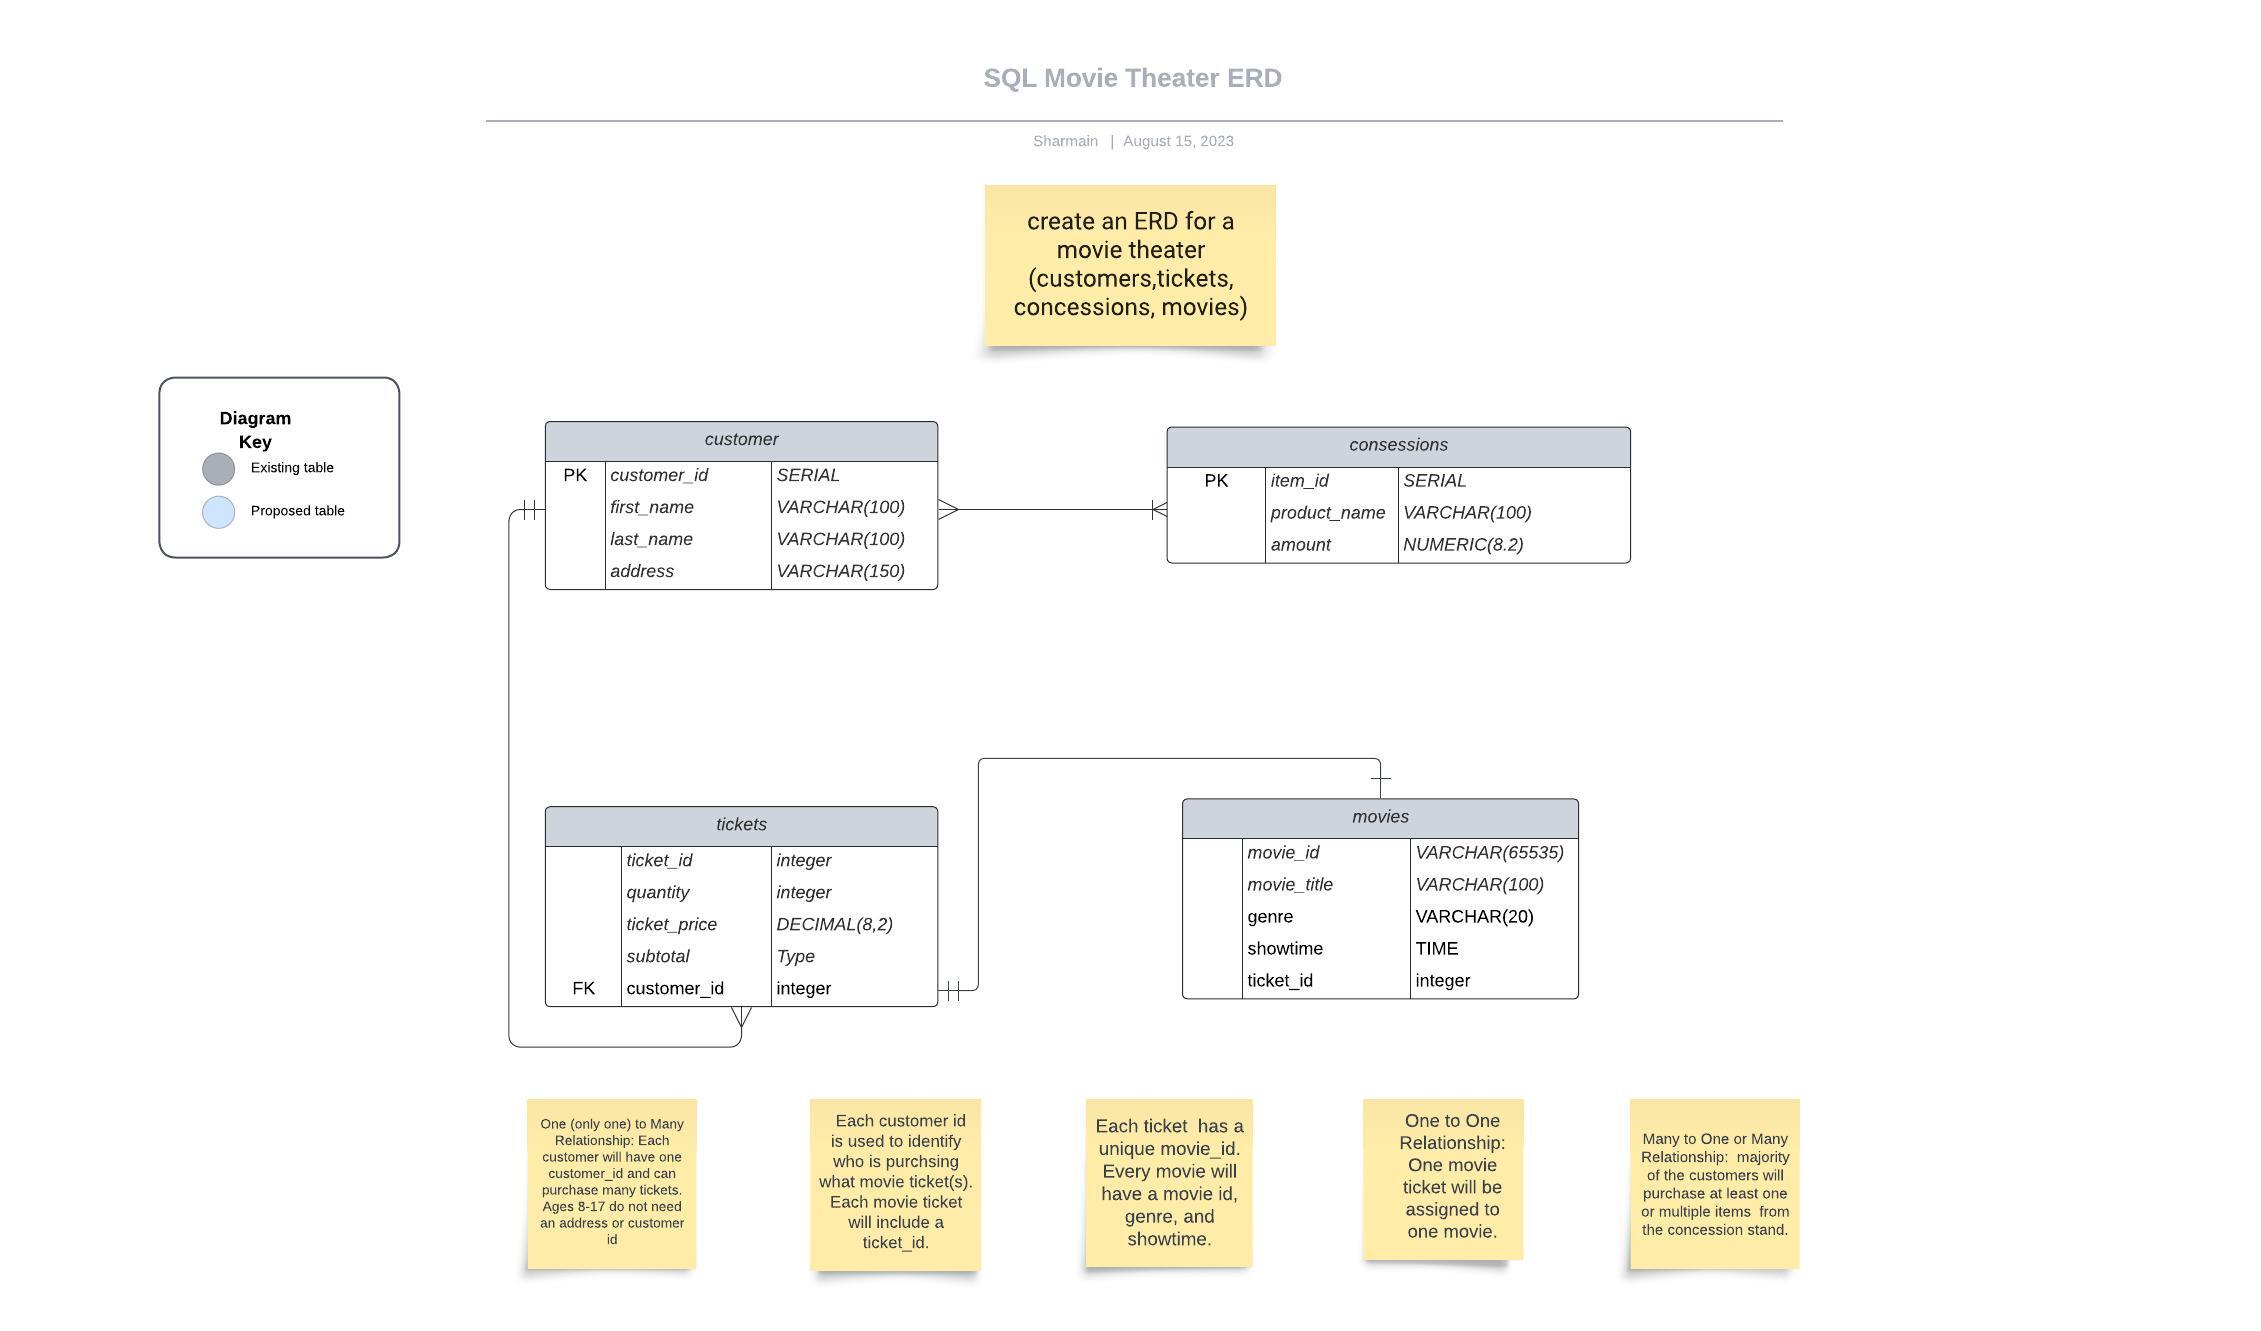 SQL Movie Theater ERD
Sharmain | August 15, 2023
create an ERD for a
movie theater
(customers,tickets,
concessions, movies)
Diagram
Key
Existing table
Proposed table
customer
PK customer_id SERIAL
first_name VARCHAR(100)
last_name VARCHAR(100)
address VARCHAR(150)
consessions
PK item_id SERIAL
product_name VARCHAR(100)
amount NUMERIC(8.2)
tickets
ticket_id integer
quantity integer
ticket_price DECIMAL(8,2)
subtotal Type
FK customer_id integer
movies
movie_id VARCHAR(65535)
movie_title VARCHAR(100)
genre VARCHAR(20)
showtime TIME
ticket_id integer
One (only one) to Many
Relationship: Each
customer will have one
customer_id and can
purchase many tickets.
Ages 8-17 do not need
an address or customer
id
Each customer id
is used to identify
who is purchsing
what movie ticket(s).
Each movie ticket
will include a
ticket_id.
Each ticket has a
unique movie_id.
Every movie will
have a movie id,
genre, and
showtime.
One to One
Relationship:
One movie
ticket will be
assigned to
one movie.
Many to One or Many
Relationship: majority
of the customers will
purchase at least one
or multiple items from
the concession stand.